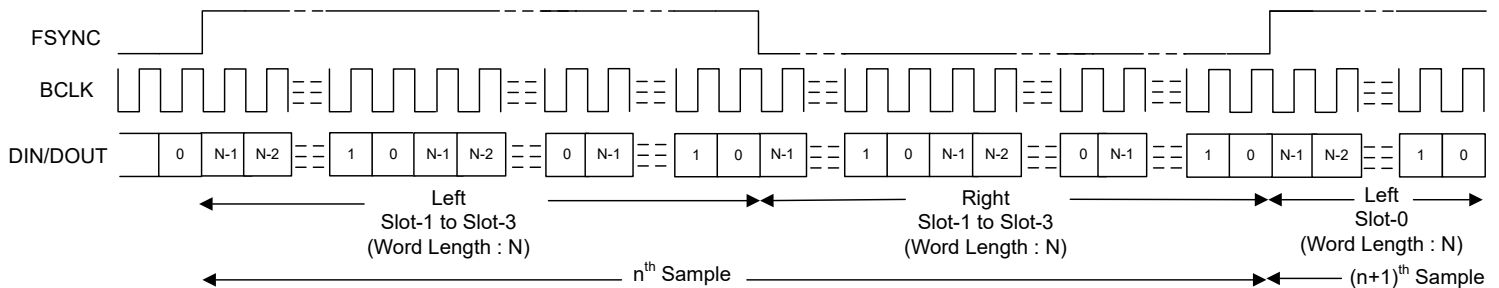 FSYNC
BCLK
DIN/DOUT
0 N-1 N-2 1 0 N-1 N-2 0 N-1 1 0 N-1 1 0 N-1 N-2 0 N-1 1 0 N-1 N-2 1 0
Left
Slot-1 to Slot-3
(Word Length : N)
Right
Slot-1 to Slot-3
(Word Length : N)
Left
Slot-0
(Word Length : N)
nth Sample
(n+1)th Sample